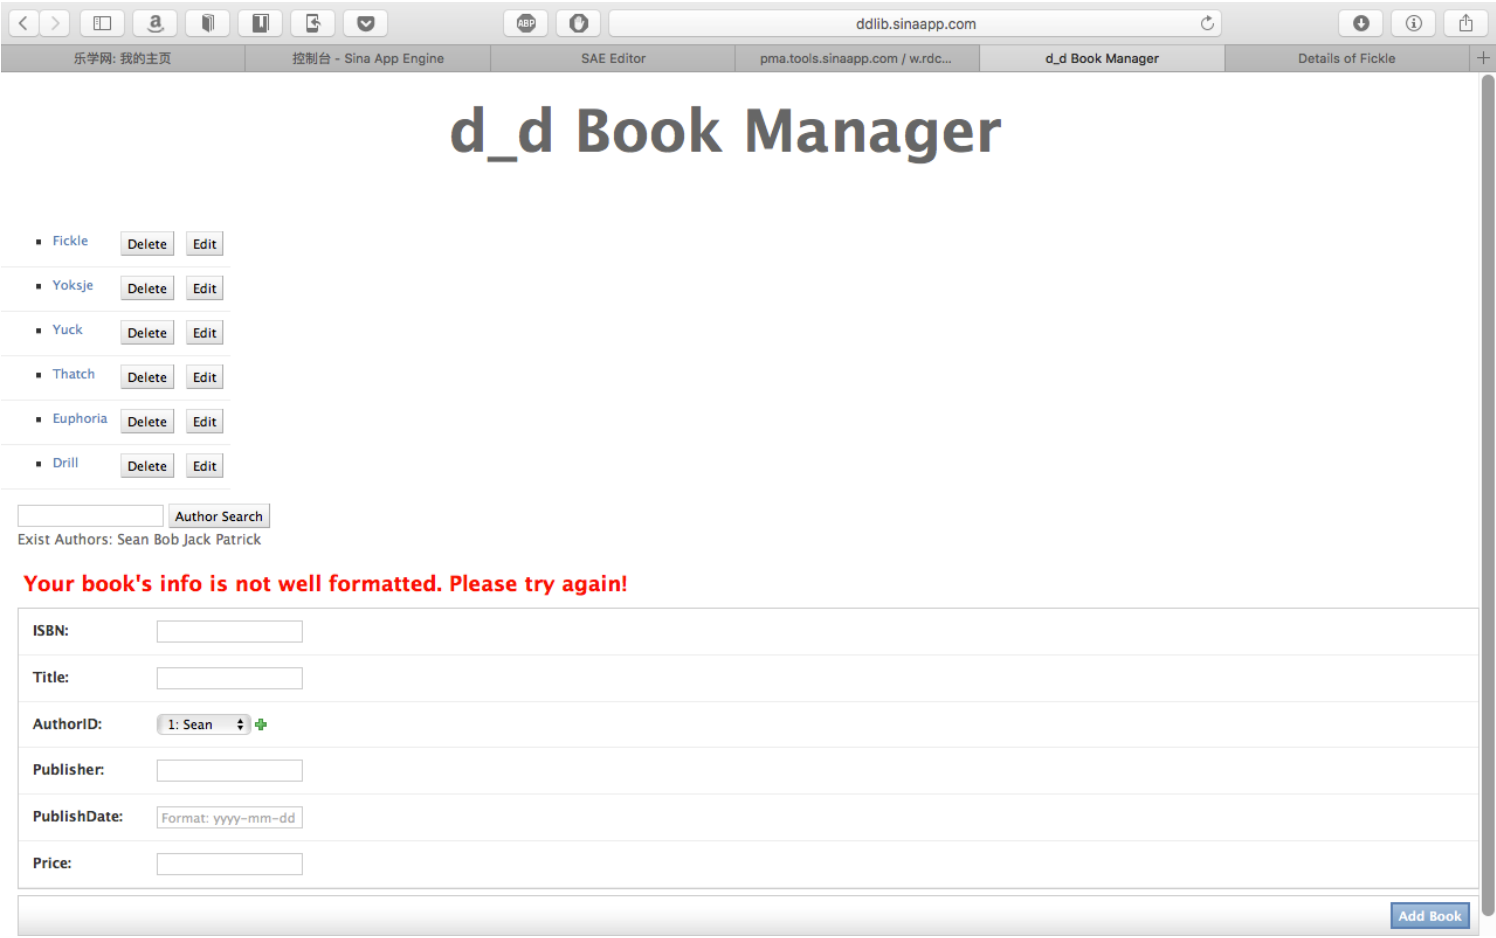 ddlib.sinaapp.com
乐学网: 我的主页 控制台 - Sina App Engine SAE Editor pma.tools.sinaapp.com / w.rdc... d_d Book Manager Details of Fickle
d_d Book Manager
Fickle Delete Edit
Yoksje Delete Edit
Yuck Delete Edit
Thatch Delete Edit
Euphoria Delete Edit
Drill Delete Edit
Author Search
Exist Authors: Sean Bob Jack Patrick
Your book's info is not well formatted. Please try again!
ISBN:
Title:
AuthorID: 1: Sean
Publisher:
PublishDate: Format: yyyy-mm-dd
Price:
Add Book